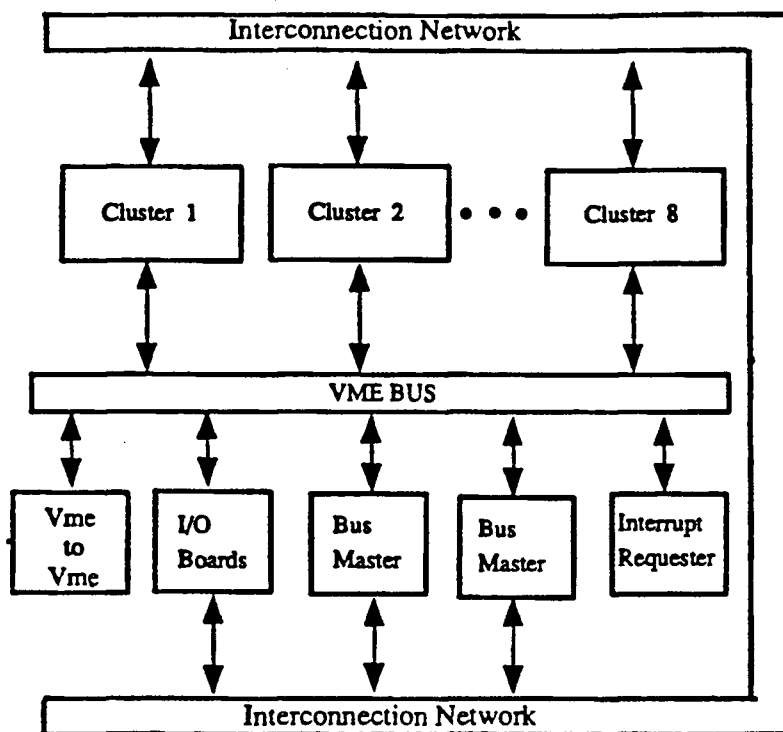 Interconnection Network
Cluster 1
Cluster 2
Cluster 8
VME BUS
Vme
to
Vme
I/O
Boards
Bus
Master
Bus
Master
Interrupt
Requester
Interconnection Network